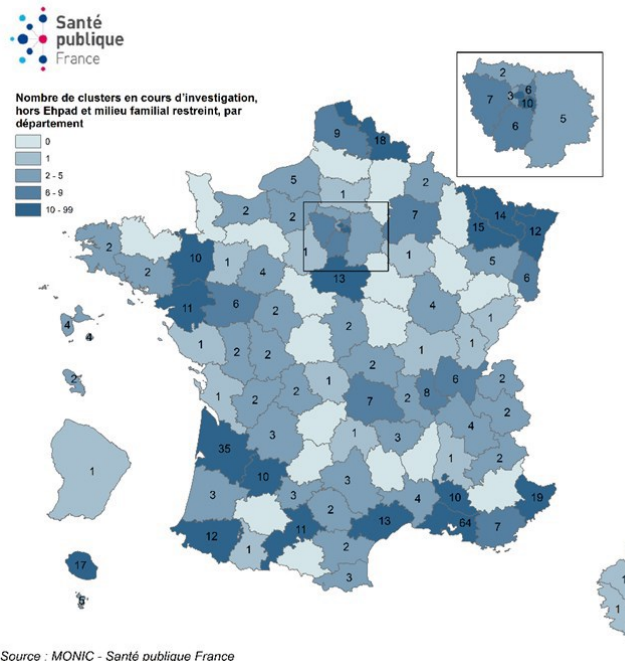 Santé
publique
France
Nombre de clusters en cours d'investigation,
hors Ehpad et milieu familial restreint, par
département
0
1
2 - 5
6 - 9
10 - 99
2
7 3 6
10
6 5
9
18
5 2
1
2 2 7 14
15 12
2 10 1 1
2 1 4 13 5
6
11 6 2 4
1
1 2 2 2 1 1
4
4
2
1 2 2 1 2
7 2 8 6 2
2
35 3 1 3 4
10 1 2
3 3 3
2 4 10 19
12 11 13 64 7
1 2
3
1
17
5
1
1
Source : MONIC - Santé publique France